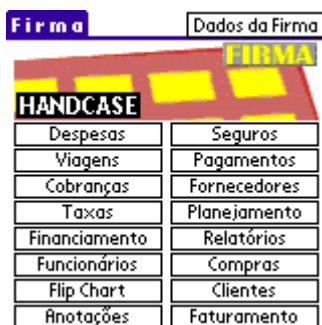 Firma Dados da Firma
FIRMA
HANDCASE
Despesas Seguros
Viagens Pagamentos
Cobranças Fornecedores
Taxas Planejamento
Financiamento Relatórios
Funcionários Compras
Flip Chart Clientes
Anotações Faturamento